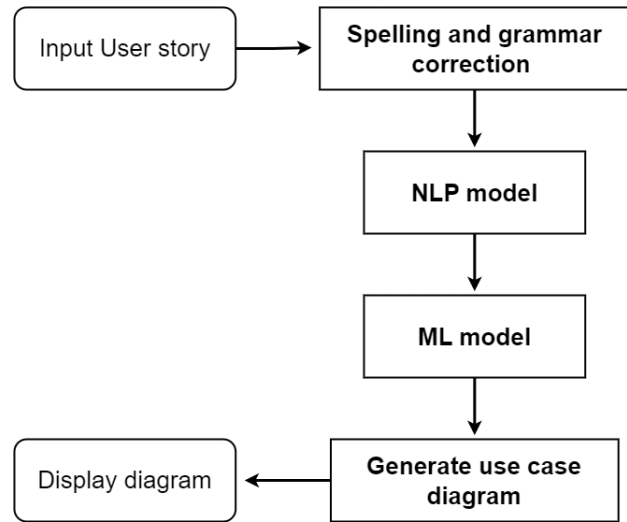 Input User story
Spelling and grammar
correction
NLP model
ML model
Generate use case
diagram
Display diagram